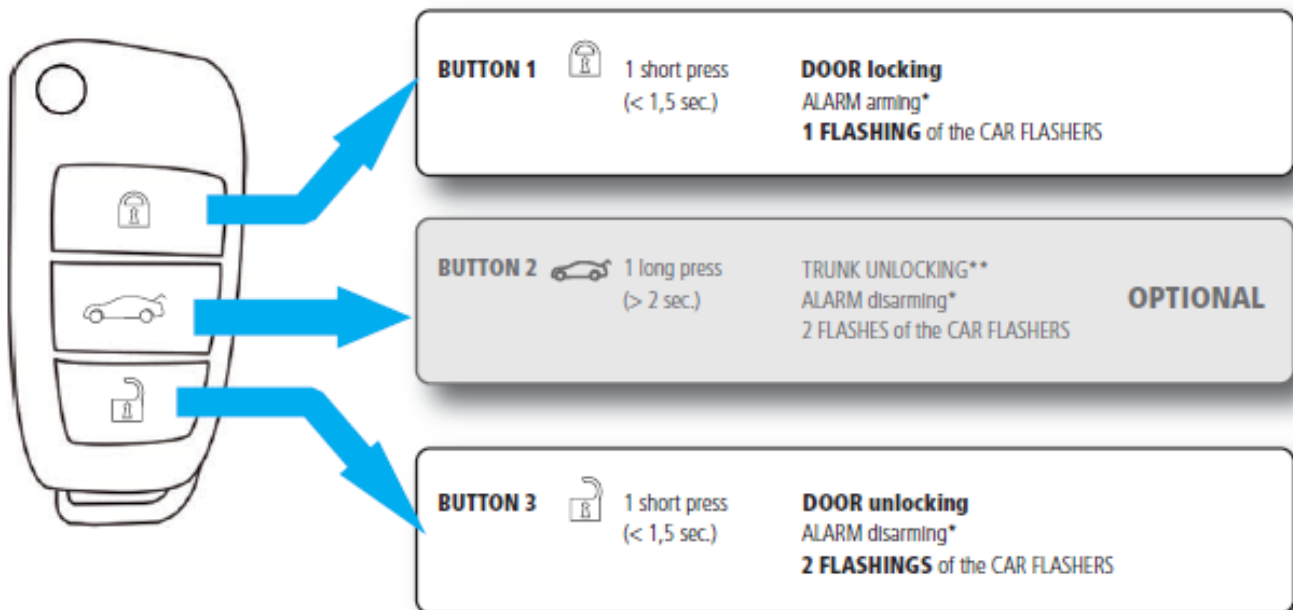 BUTTON 1 1 short press DOOR locking
(< 1,5 sec.) ALARM arming*
1 FLASHING of the CAR FLASHERS
BUTTON 2 1 long press TRUNK UNLOCKING**
(> 2 sec.) ALARM disarming* OPTIONAL
2 FLASHES of the CAR FLASHERS
BUTTON 3 1 short press DOOR unlocking
(< 1,5 sec.) ALARM disarming*
2 FLASHINGS of the CAR FLASHERS